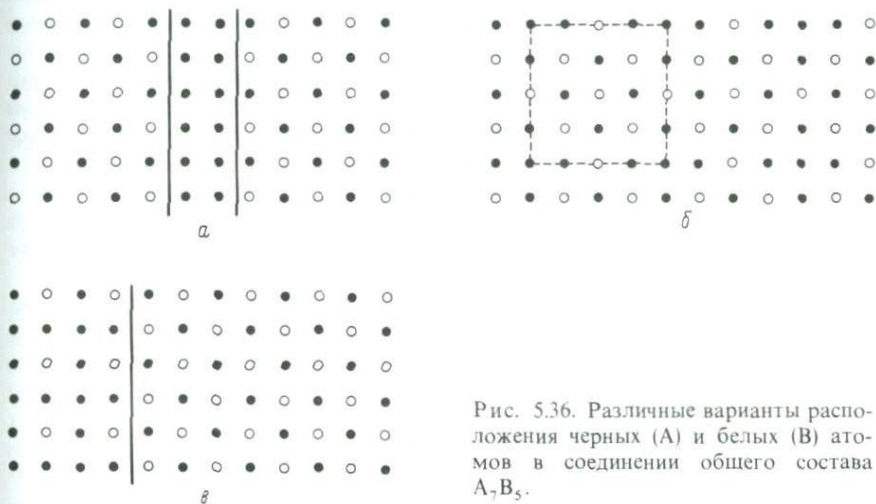 а
б
в
Рис. 5.36. Различные варианты распо-
ложения черных (А) и белых (В) ато-
мов в соединении общего состава
A₇B₅.